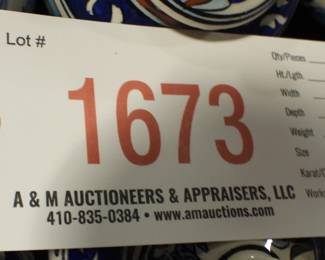 Lot #
1673
Qty/Pieces
Ht./Lgth.
Width
Depth
Weight
Size
Karat/
A & M AUCTIONEERS & APPRAISERS, LLC
410-835-0384 • www.amauctions.com